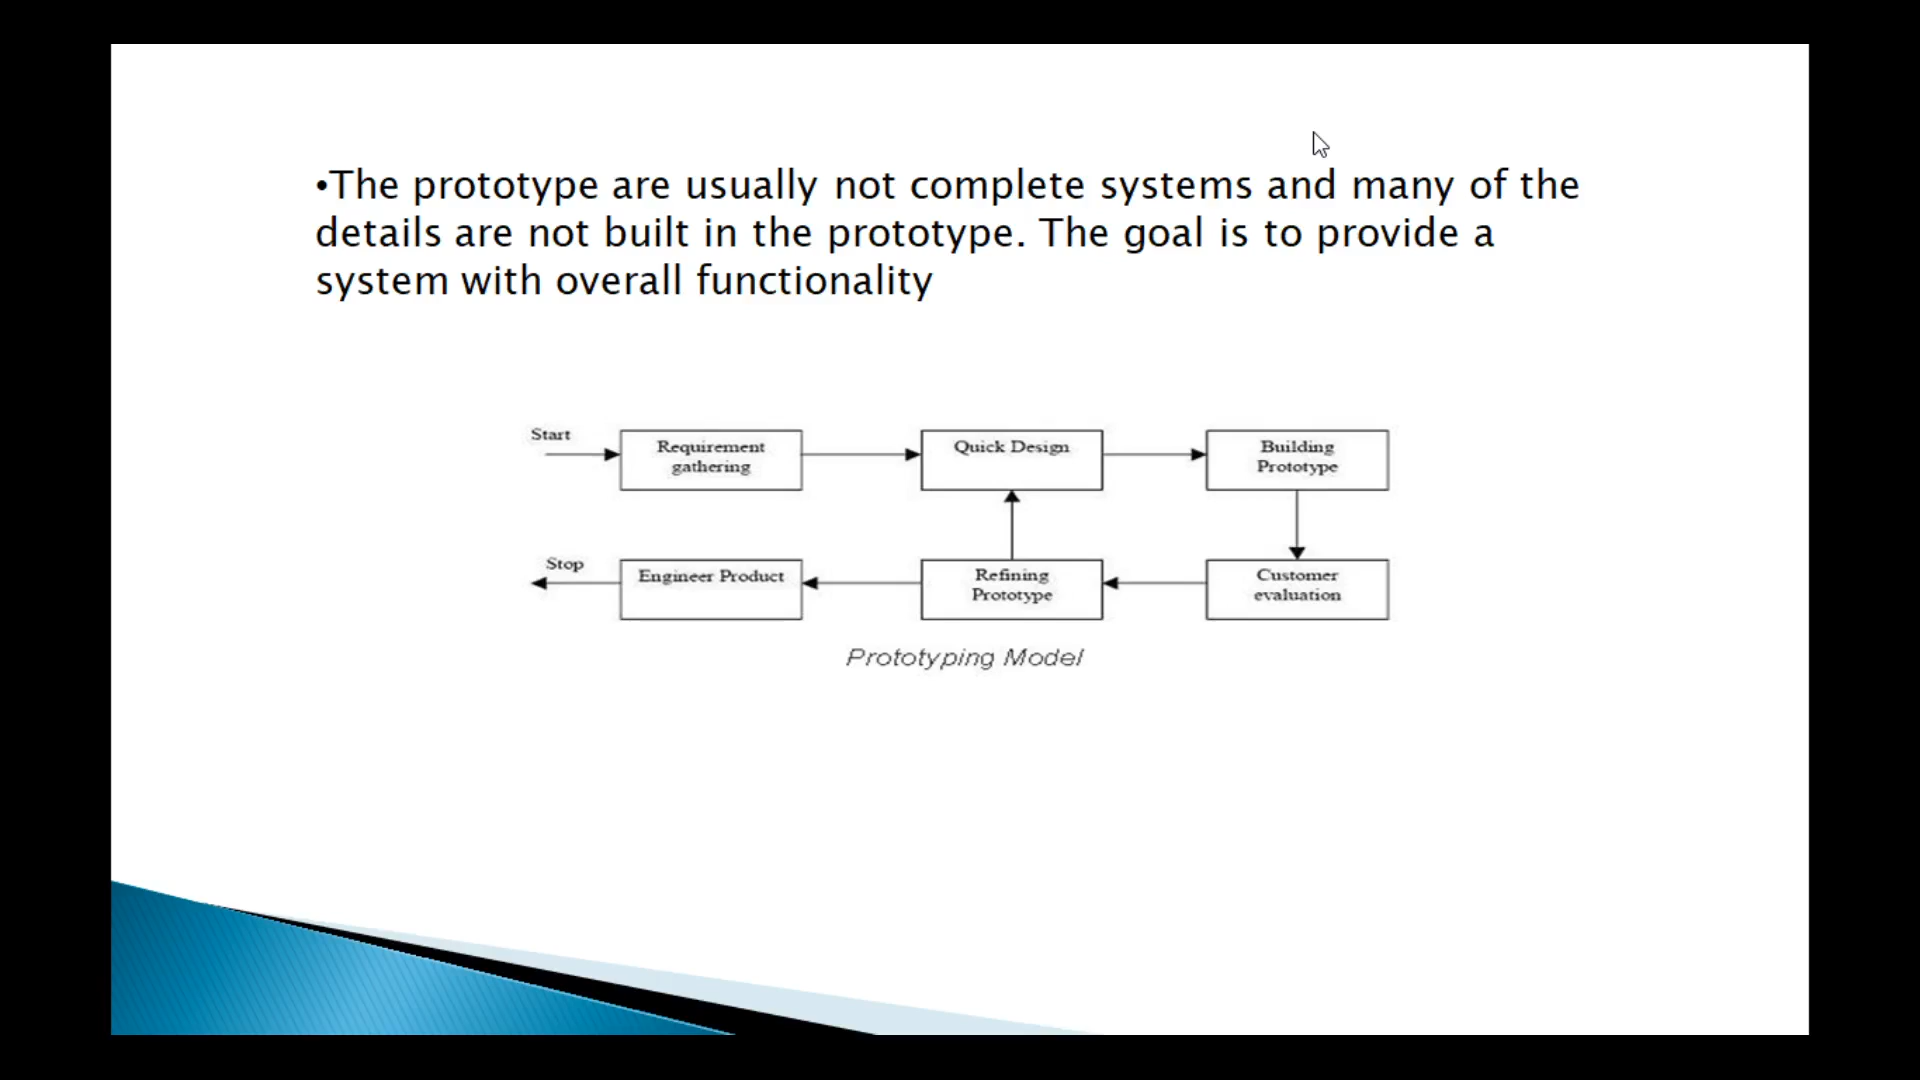 •The prototype are usually not complete systems and many of the
details are not built in the prototype. The goal is to provide a
system with overall functionality
Start
Requirement
gathering
Quick Design
Building
Prototype
Stop
Engineer Product
Refining
Prototype
Customer
evaluation
Prototyping Model